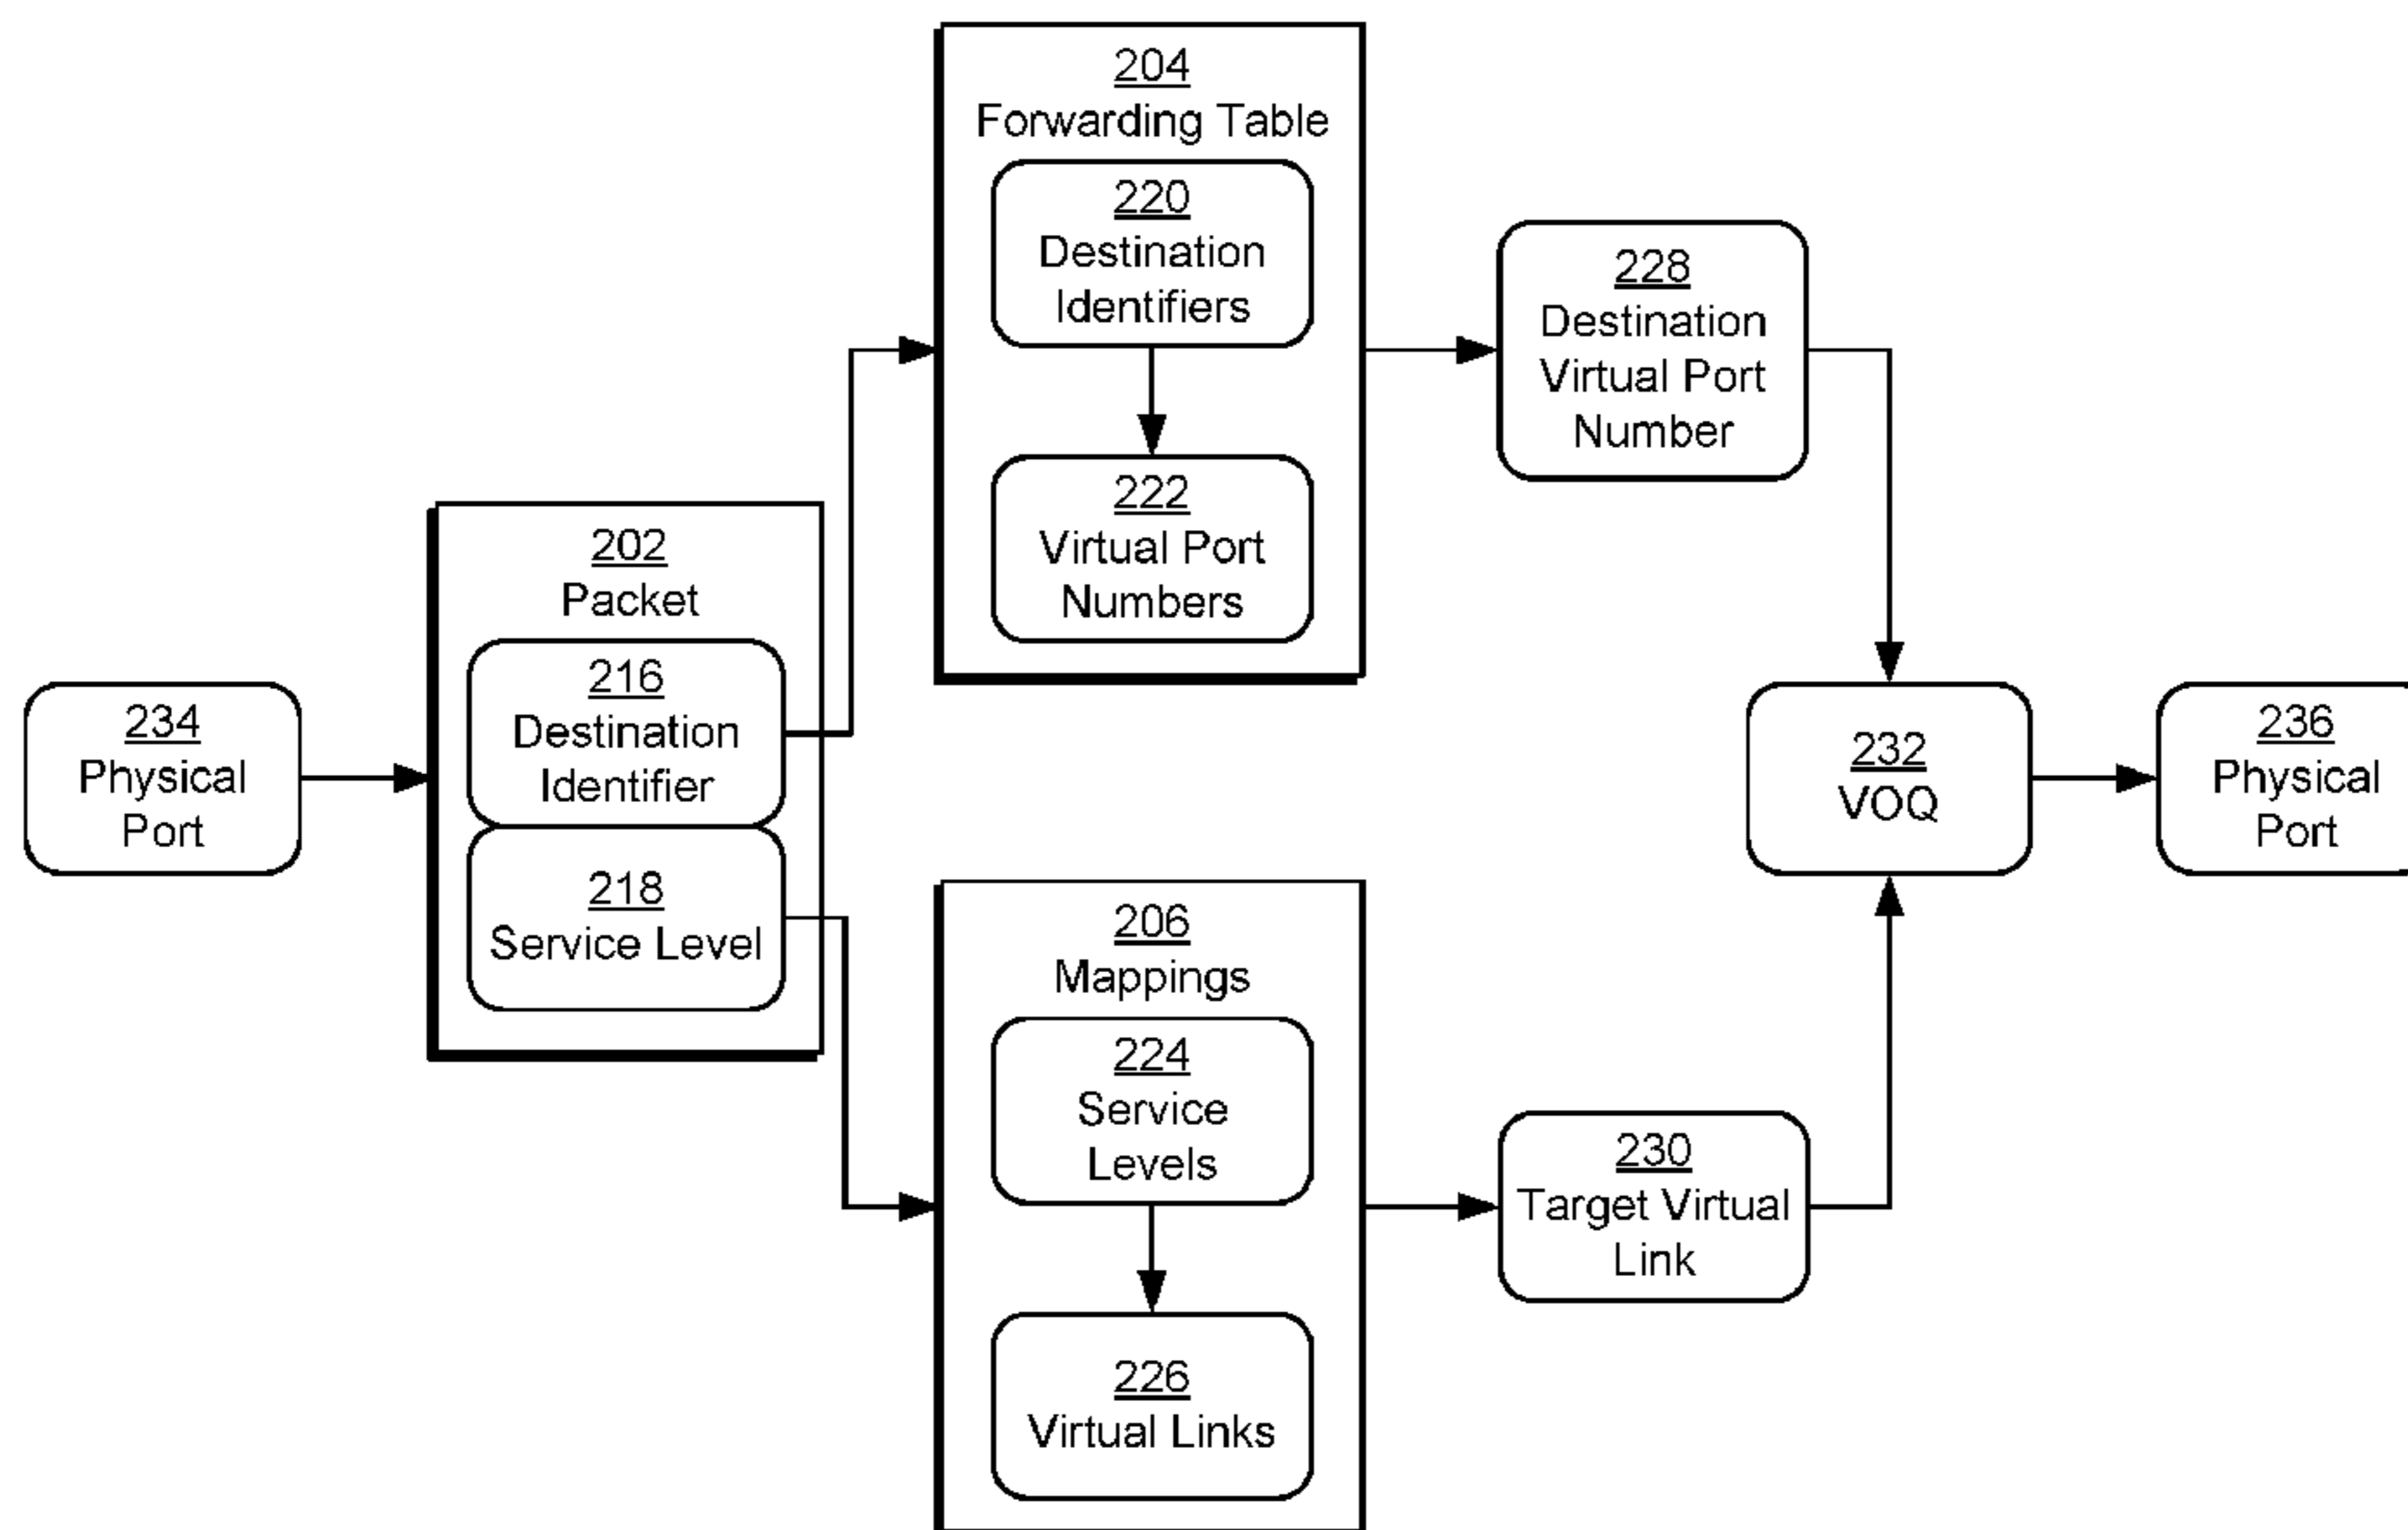 234
Physical
Port
202
Packet
216
Destination
Identifier
218
Service Level
204
Forwarding Table
220
Destination
Identifiers
222
Virtual Port
Numbers
206
Mappings
224
Service
Levels
226
Virtual Links
228
Destination
Virtual Port
Number
230
Target Virtual
Link
232
VOQ
236
Physical
Port